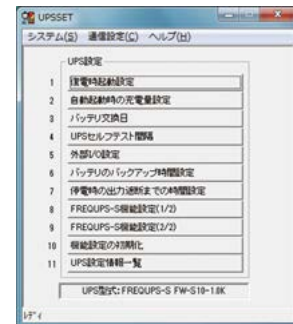 UPSSET
システム(S) 通信設定(C) ヘルプ(H)
UPS設定
1 復電時起動設定
2 自動起動時の充電量設定
3 バッテリ交換日
4 UPSセルフテスト間隔
5 外部I/O設定
6 バッテリのバックアップ時間設定
7 停電時の出力遮断までの時間設定
8 FREQUPS-S機能設定(1/2)
9 FREQUPS-S機能設定(2/2)
10 機能設定の初期化
11 UPS設定情報一覧
UPS型式:FREQUPS-S FW-S10-1.0K
ﾚﾃﾞｨ